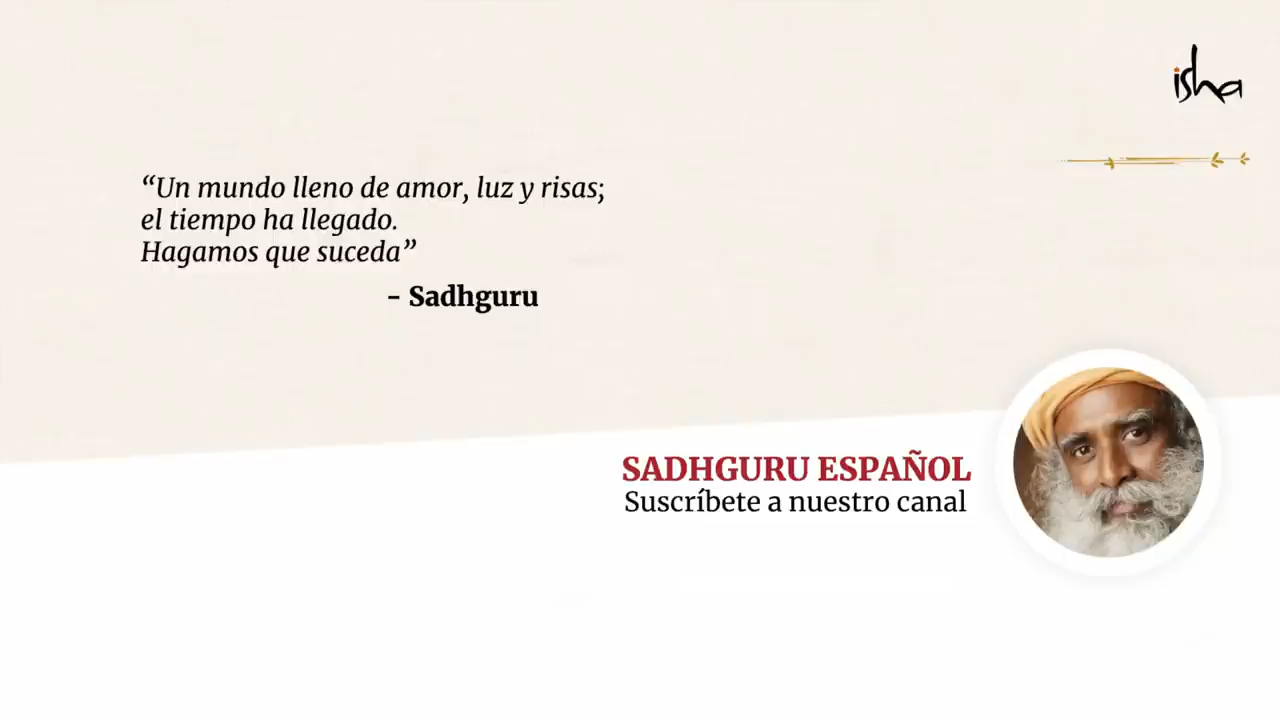 isha
“Un mundo lleno de amor, luz y risas;
el tiempo ha llegado.
Hagamos que suceda”
- Sadhguru
SADHGURU ESPAÑOL
Suscríbete a nuestro canal